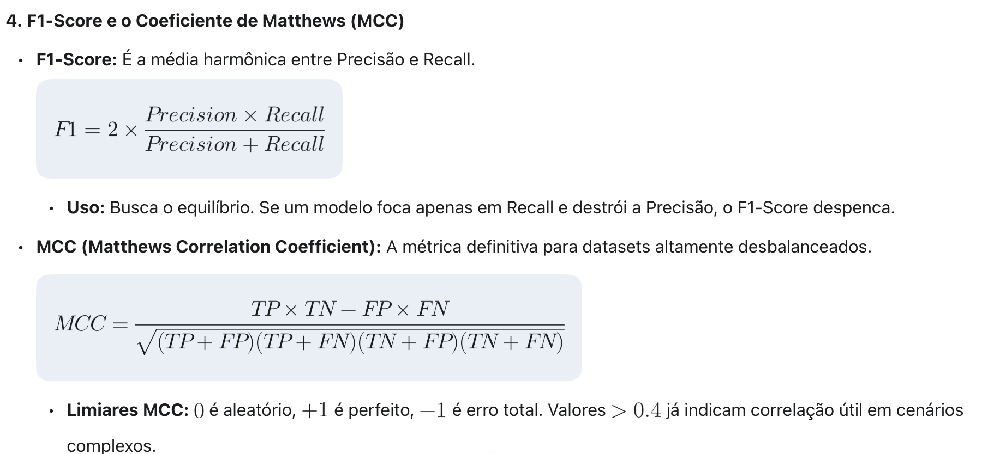 4. F1-Score e o Coeficiente de Matthews (MCC)
• F1-Score: É a média harmônica entre Precisão e Recall.
F1 = 2 × \frac{Precision × Recall}{Precision + Recall}
• Uso: Busca o equilíbrio. Se um modelo foca apenas em Recall e destrói a Precisão, o F1-Score despenca.
• MCC (Matthews Correlation Coefficient): A métrica definitiva para datasets altamente desbalanceados.
MCC = \frac{TP × TN − FP × FN}{\sqrt{(TP + FP)(TP + FN)(TN + FP)(TN + FN)}}
• Limiares MCC: 0 é aleatório, +1 é perfeito, −1 é erro total. Valores > 0.4 já indicam correlação útil em cenários
complexos.